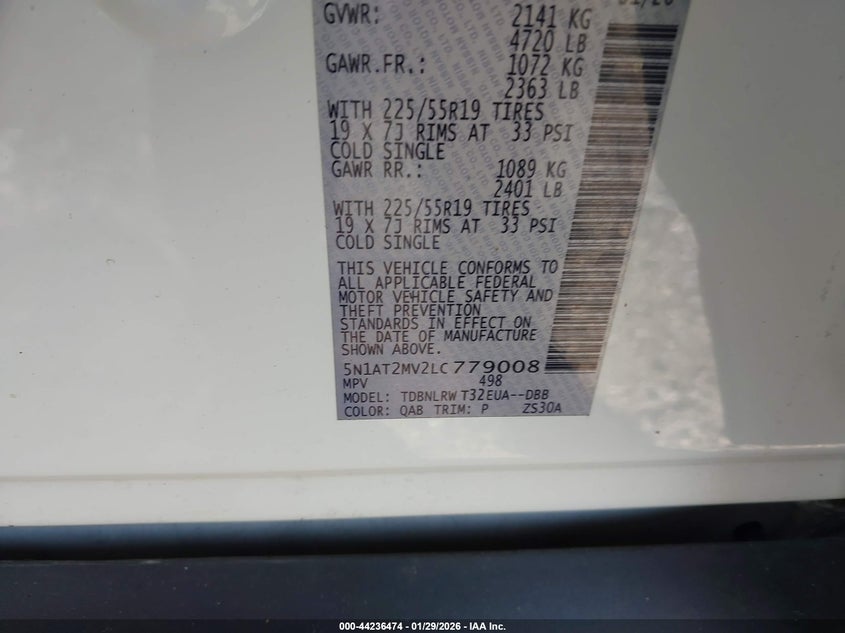 GVWR: 2141 KG
4720 LB
GAWR.FR.: 1072 KG
2363 LB
WITH 225/55R19 TIRES
19 X 7J RIMS AT 33 PSI
COLD SINGLE
GAWR RR.: 1089 KG
2401 LB
WITH 225/55R19 TIRES
19 X 7J RIMS AT 33 PSI
COLD SINGLE
THIS VEHICLE CONFORMS TO
ALL APPLICABLE FEDERAL
MOTOR VEHICLE SAFETY AND
THEFT PREVENTION
STANDARDS IN EFFECT ON
THE DATE OF MANUFACTURE
SHOWN ABOVE.
5N1AT2MV2LC779008
MPV 498
MODEL: TDBNLRW T32EUA--DBB
COLOR: QAB TRIM: P ZS30A
000-44236474 - 01/29/2026 - IAA Inc.